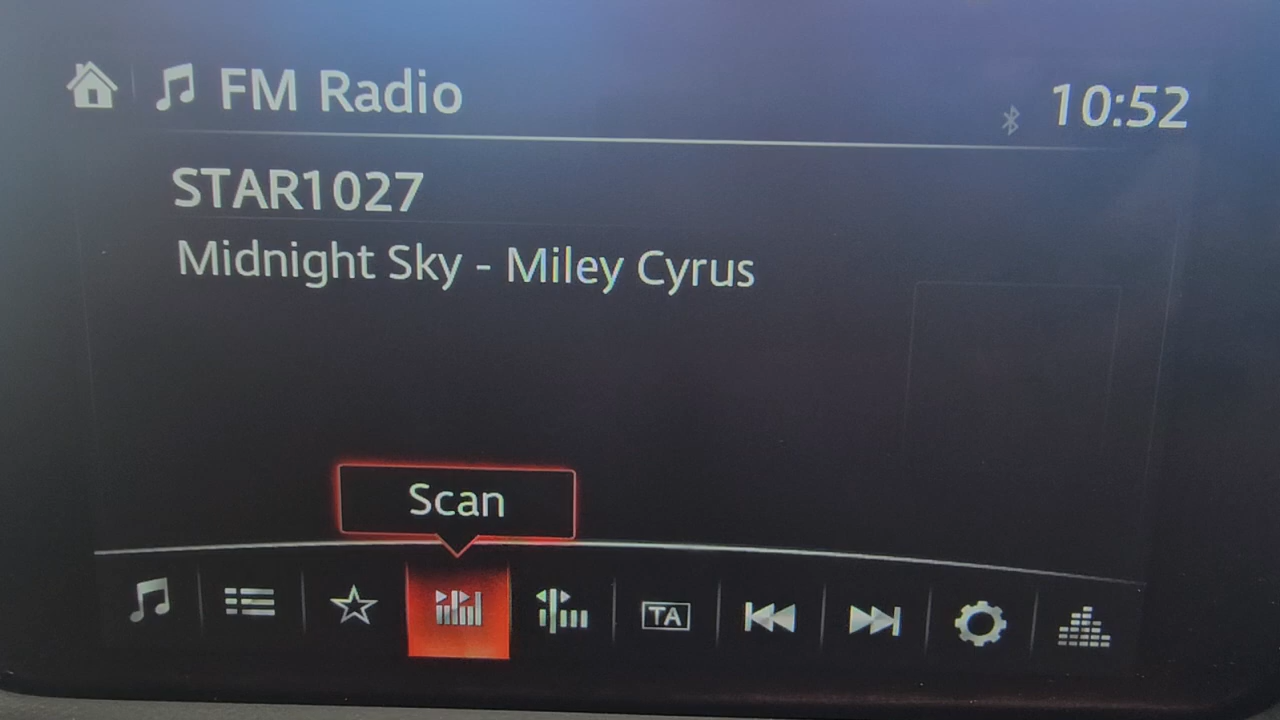 FM Radio
10:52
STAR1027
Midnight Sky - Miley Cyrus
Scan
TA